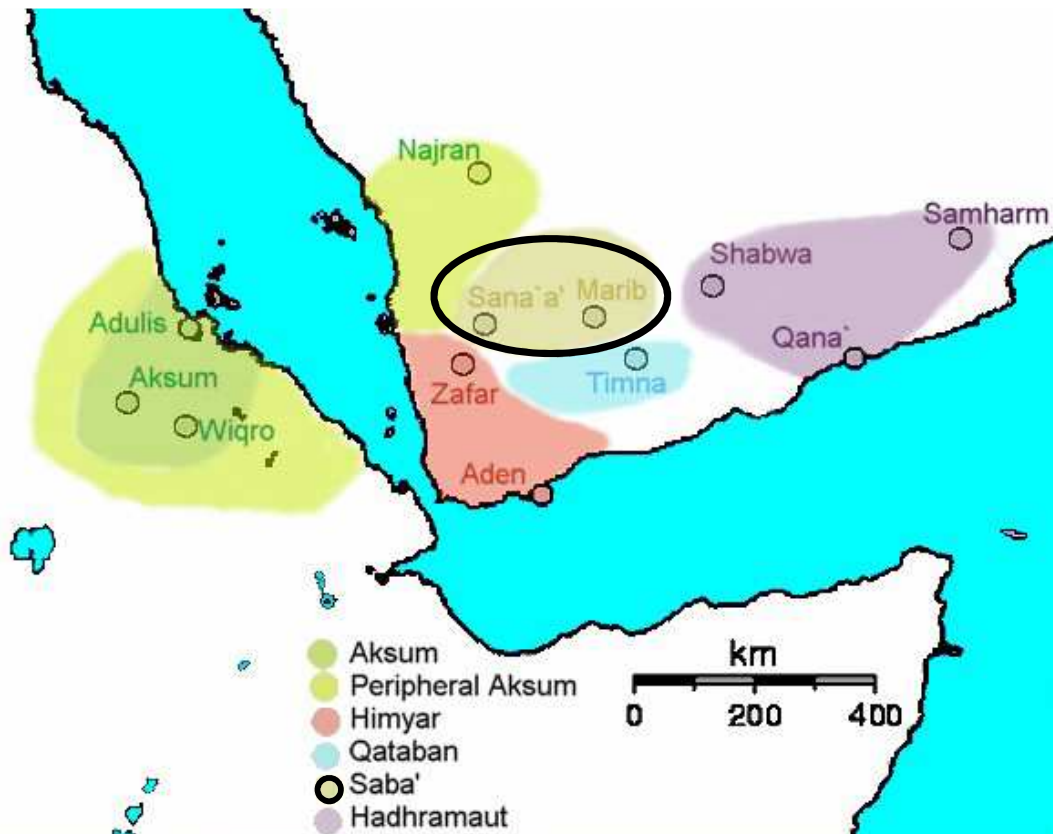 Najran
Samharm
Shabwa
Sana`a'
Marib
Adulis
Qana`
Aksum
Zafar
Timna
Wiqro
Aden
Aksum
Peripheral Aksum
Himyar
Qataban
Saba'
Hadhramaut
km
0 200 400